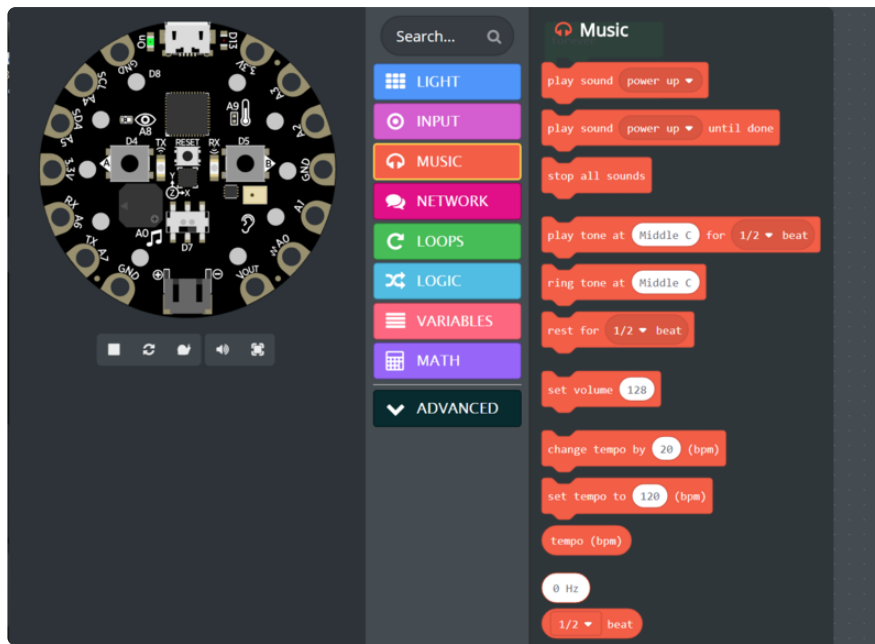 On
D13
GND
3.3V
SCL
A4
D8
A3
SDA
A5
A8
A9
A2
D4
TX
RESET
RX
D5
A
B
3.3V
GND
Y
Z
X
RX
A6
A1
A0
D7
TX
A7
A0
GND
VOUT
Search...
LIGHT
INPUT
MUSIC
NETWORK
LOOPS
LOGIC
VARIABLES
MATH
ADVANCED
Music
play sound power up
play sound power up until done
stop all sounds
play tone at Middle C for 1/2 beat
ring tone at Middle C
rest for 1/2 beat
set volume 128
change tempo by 20 (bpm)
set tempo to 120 (bpm)
tempo (bpm)
0 Hz
1/2 beat